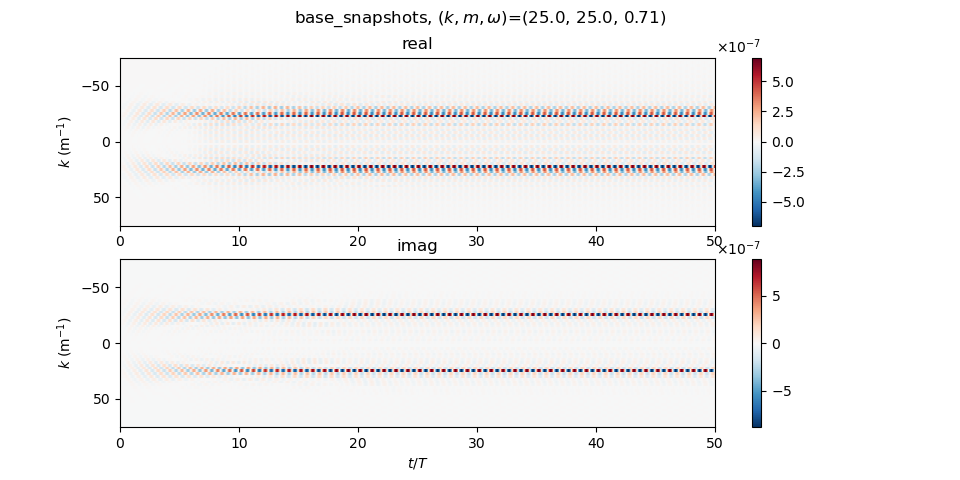 base_snapshots, (k, m, ω)=(25.0, 25.0, 0.71)
real
×10⁻⁷
k (m⁻¹)
−50
0
50
0 10 20 30 40 50
5.0
2.5
0.0
−2.5
−5.0
imag
×10⁻⁷
k (m⁻¹)
−50
0
50
0 10 20 30 40 50
t/T
5
0
−5